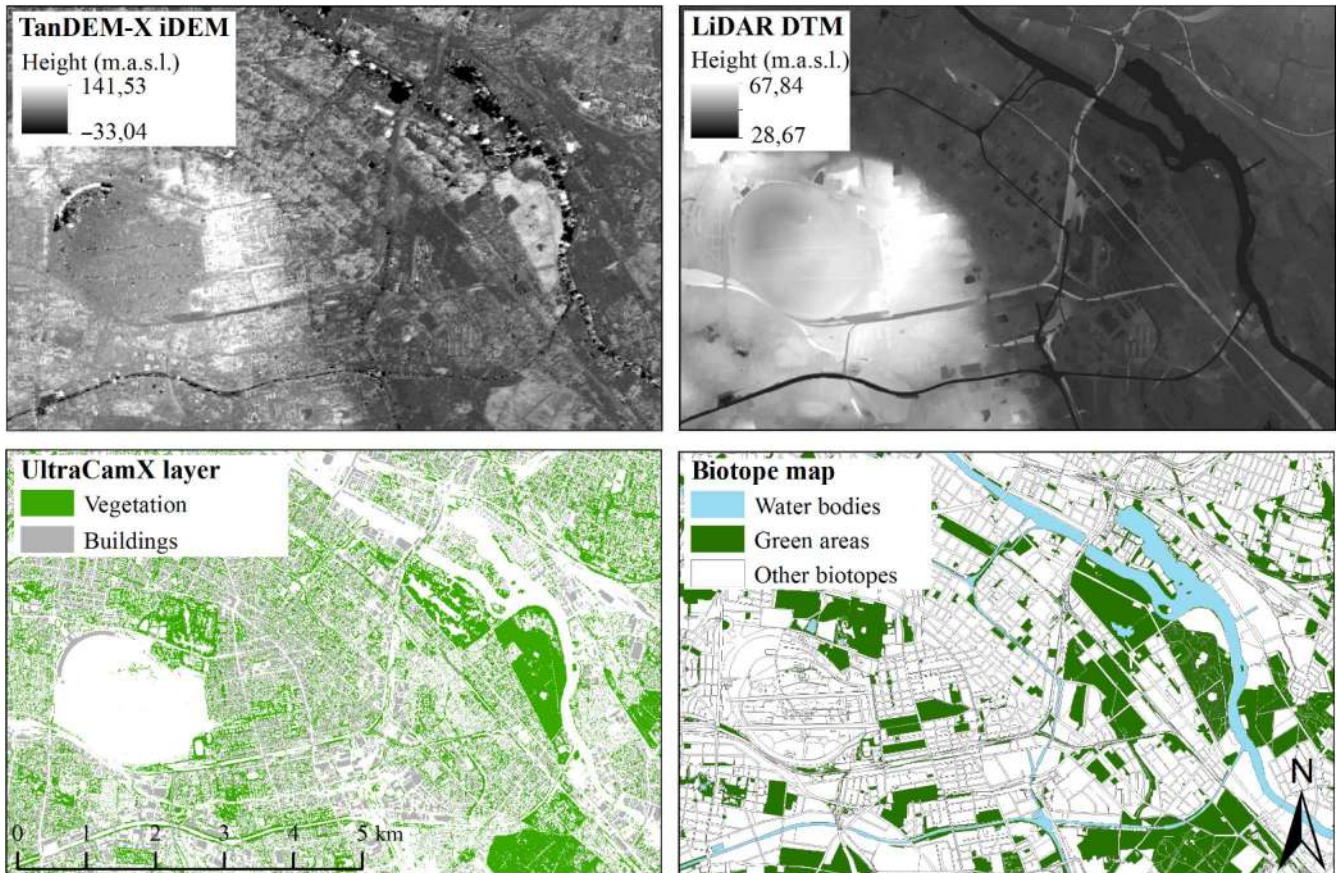 TanDEM-X iDEM
Height (m.a.s.l.)
141,53
−33,04
LiDAR DTM
Height (m.a.s.l.)
67,84
28,67
UltraCamX layer
Vegetation
Buildings
0 1 2 3 4 5 km
Biotope map
Water bodies
Green areas
Other biotopes
N